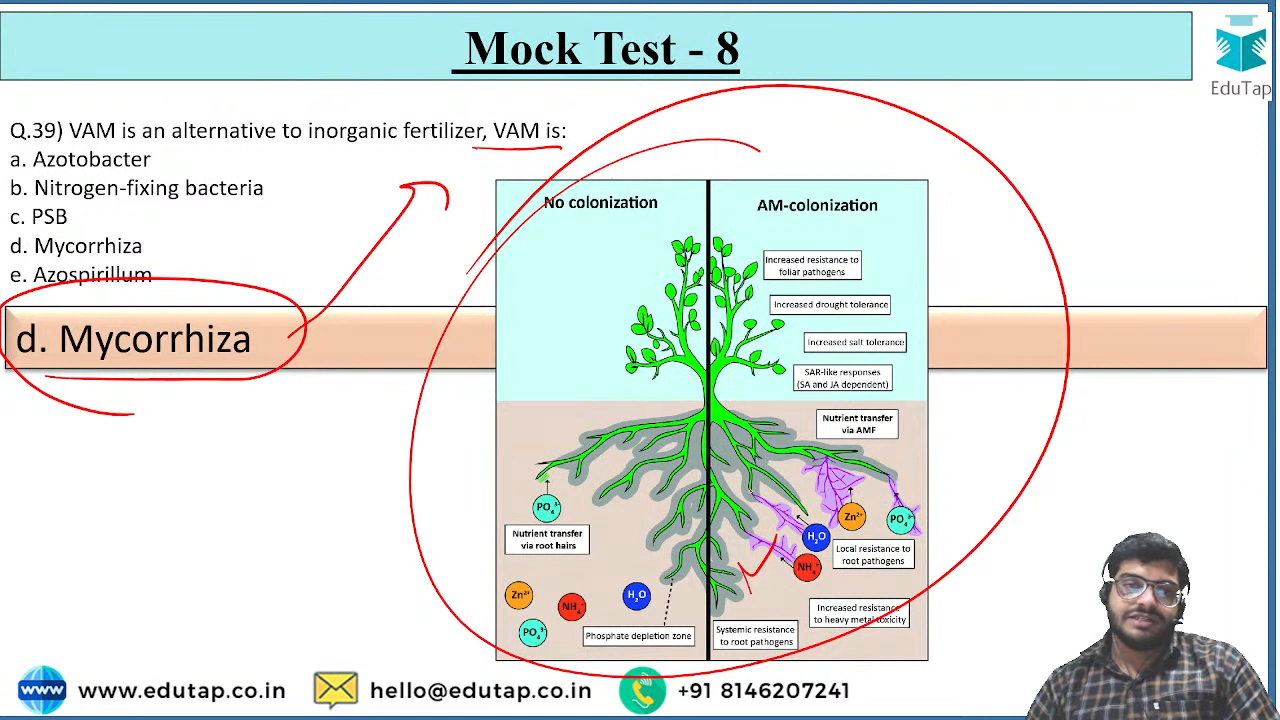 Mock Test - 8
EduTap
Q.39) VAM is an alternative to inorganic fertilizer, VAM is:
a. Azotobacter
b. Nitrogen-fixing bacteria
c. PSB
d. Mycorrhiza
e. Azospirillum
d. Mycorrhiza
No colonization
AM-colonization
Increased resistance to
foliar pathogens
Increased drought tolerance
Increased salt tolerance
SAR-like responses
(SA and JA dependent)
Nutrient transfer
via AMF
PO₄³⁻
Nutrient transfer
via root hairs
Zn²⁺
PO₄³⁻
H₂O
NH₄⁺
Local resistance to
root pathogens
Zn²⁺
NH₄⁺
H₂O
PO₄³⁻
Phosphate depletion zone
Increased resistance
to heavy metal toxicity
Systemic resistance
to root pathogens
www
www.edutap.co.in
hello@edutap.co.in
+91 8146207241